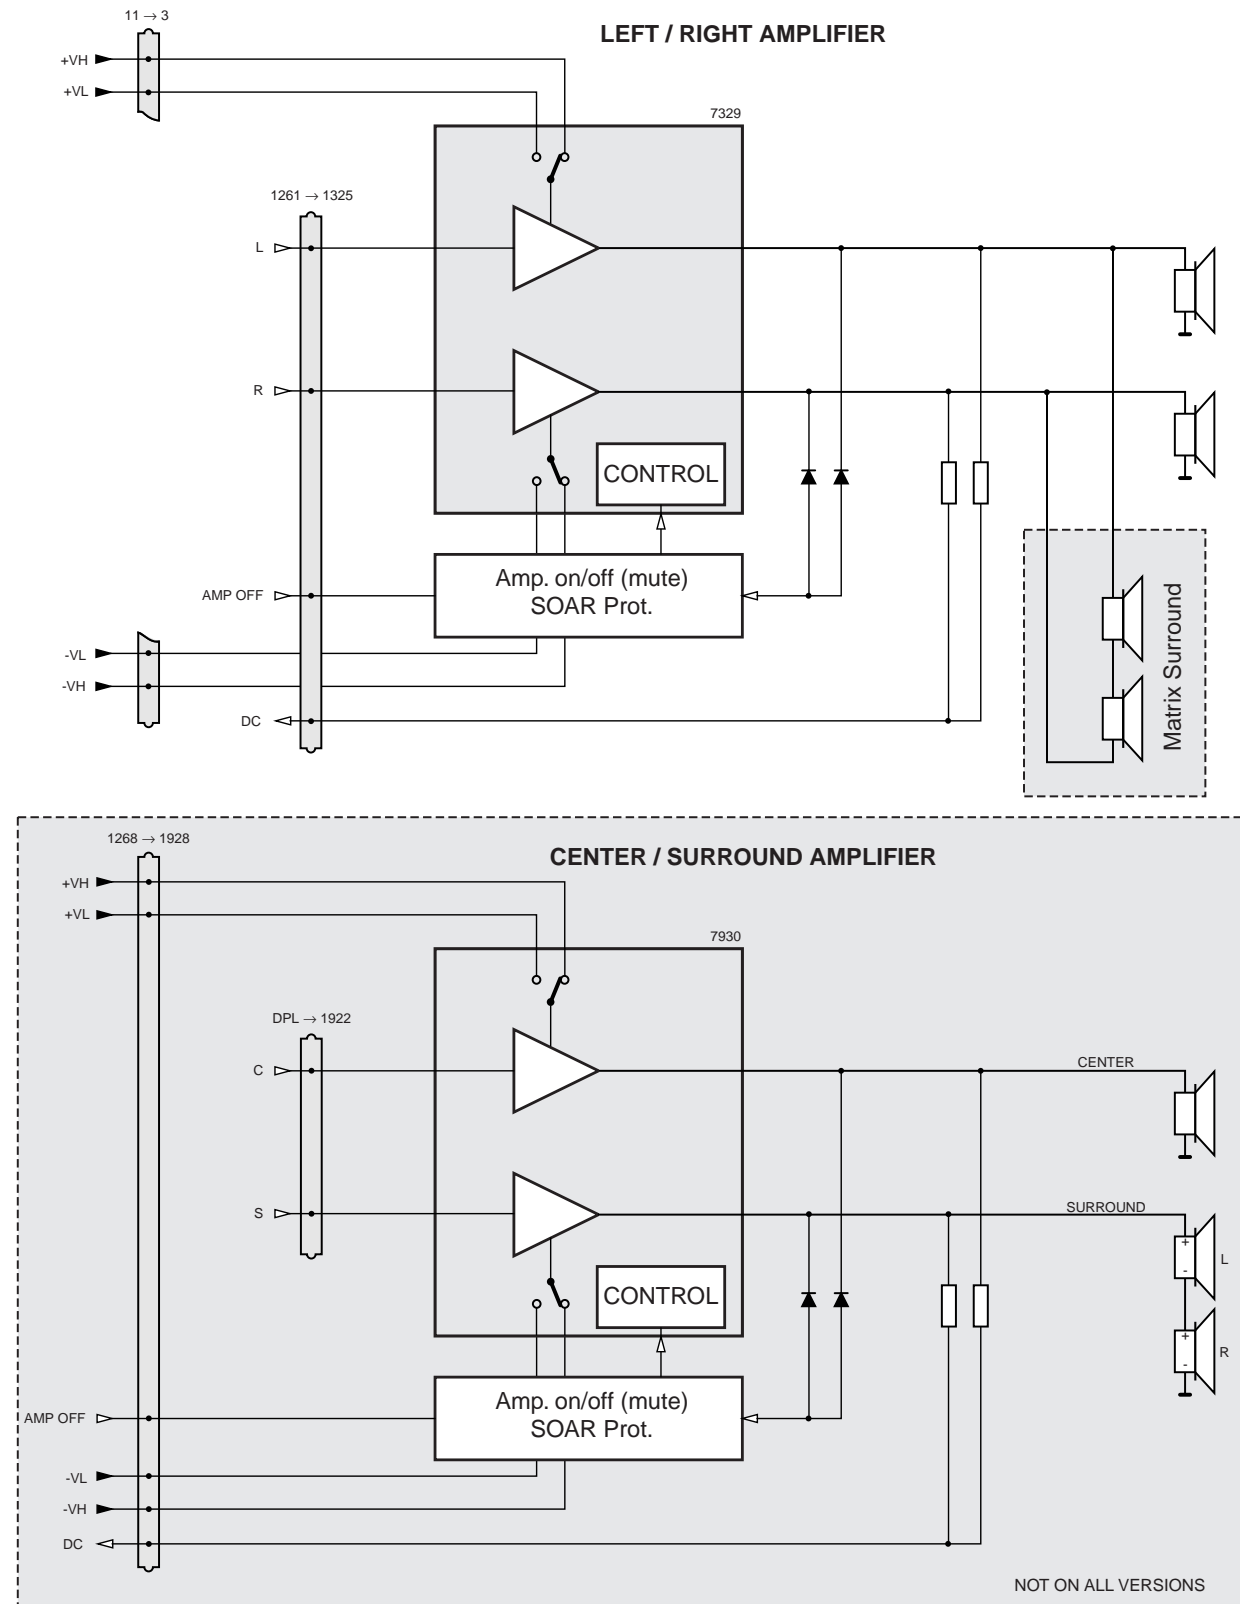 11 → 3
LEFT / RIGHT AMPLIFIER
+VH
+VL
7329
1261 → 1325
L
R
CONTROL
Amp. on/off (mute)
SOAR Prot.
AMP OFF
-VL
-VH
DC
Matrix Surround
1268 → 1928
CENTER / SURROUND AMPLIFIER
+VH
+VL
7930
DPL → 1922
C
CENTER
S
SURROUND
+
-
L
+
-
R
CONTROL
Amp. on/off (mute)
SOAR Prot.
AMP OFF
-VL
-VH
DC
NOT ON ALL VERSIONS